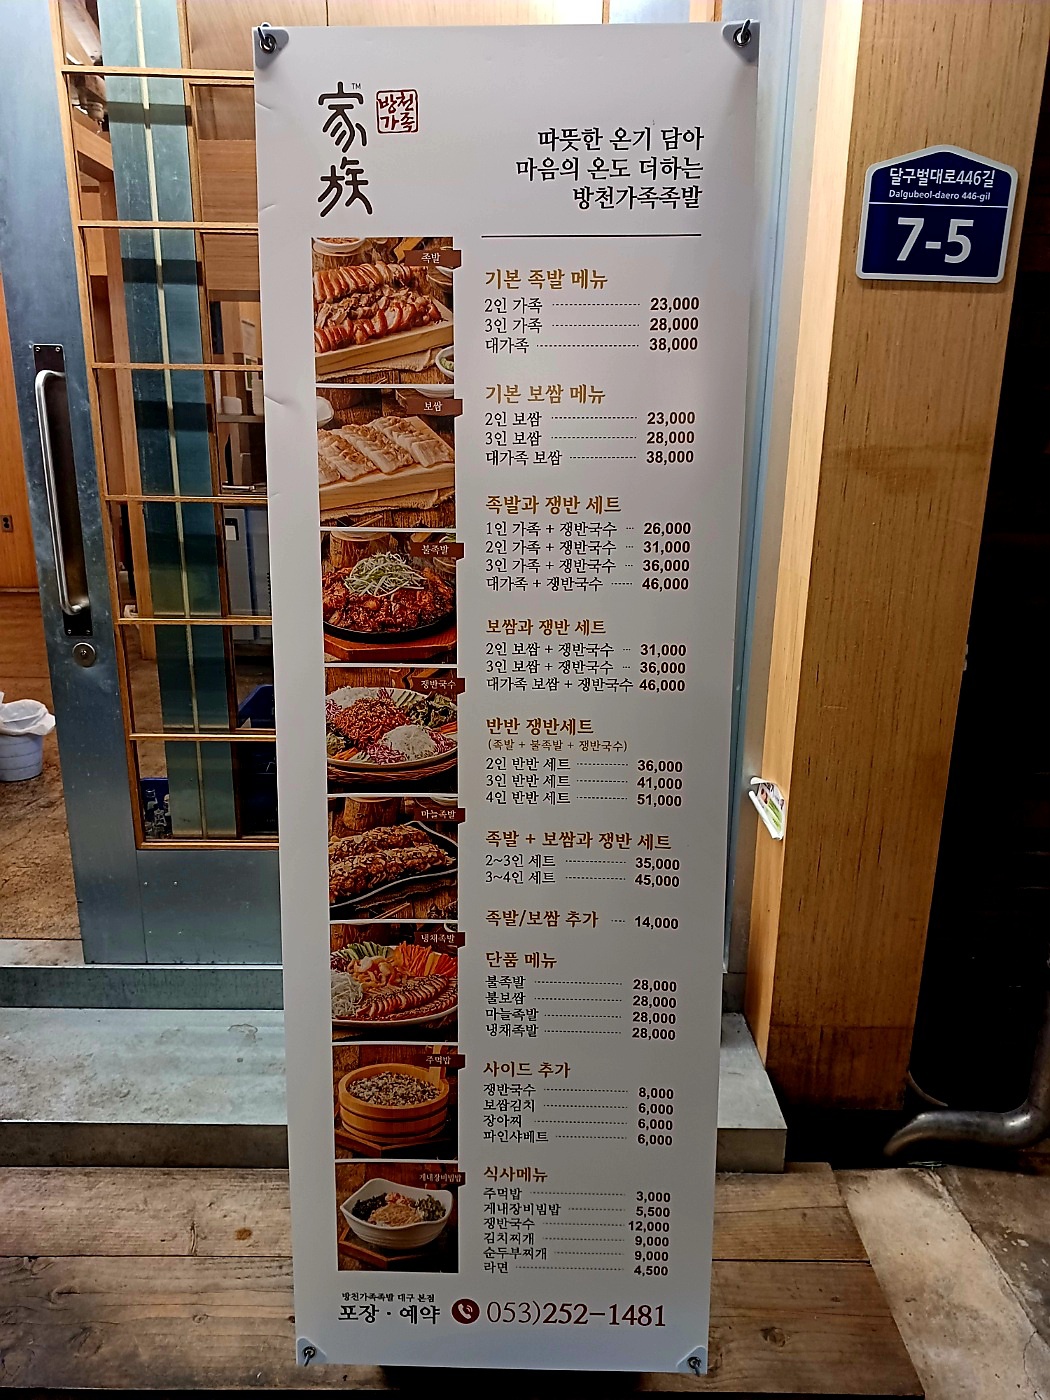 家族
TM
방천
가족
따뜻한 온기 담아
마음의 온도 더하는
방천가족족발
족발
보쌈
불족발
쟁반국수
마늘족발
냉채족발
주먹밥
게내장비빔밥
기본 족발 메뉴
2인 가족 23,000
3인 가족 28,000
대가족 38,000
기본 보쌈 메뉴
2인 보쌈 23,000
3인 보쌈 28,000
대가족 보쌈 38,000
족발과 쟁반 세트
1인 가족 + 쟁반국수 26,000
2인 가족 + 쟁반국수 31,000
3인 가족 + 쟁반국수 36,000
대가족 + 쟁반국수 46,000
보쌈과 쟁반 세트
2인 보쌈 + 쟁반국수 31,000
3인 보쌈 + 쟁반국수 36,000
대가족 보쌈 + 쟁반국수 46,000
반반 쟁반세트
(족발 + 불족발 + 쟁반국수)
2인 반반 세트 36,000
3인 반반 세트 41,000
4인 반반 세트 51,000
족발 + 보쌈과 쟁반 세트
2~3인 세트 35,000
3~4인 세트 45,000
족발/보쌈 추가 14,000
단품 메뉴
불족발 28,000
불보쌈 28,000
마늘족발 28,000
냉채족발 28,000
사이드 추가
쟁반국수 8,000
보쌈김치 6,000
장아찌 6,000
파인샤베트 6,000
식사메뉴
주먹밥 3,000
게내장비빔밥 5,500
쟁반국수 12,000
김치찌개 9,000
순두부찌개 9,000
라면 4,500
방천가족족발 대구 본점
포장 · 예약 053)252-1481
달구벌대로446길
Dalgubeol-daero 446-gil
7-5